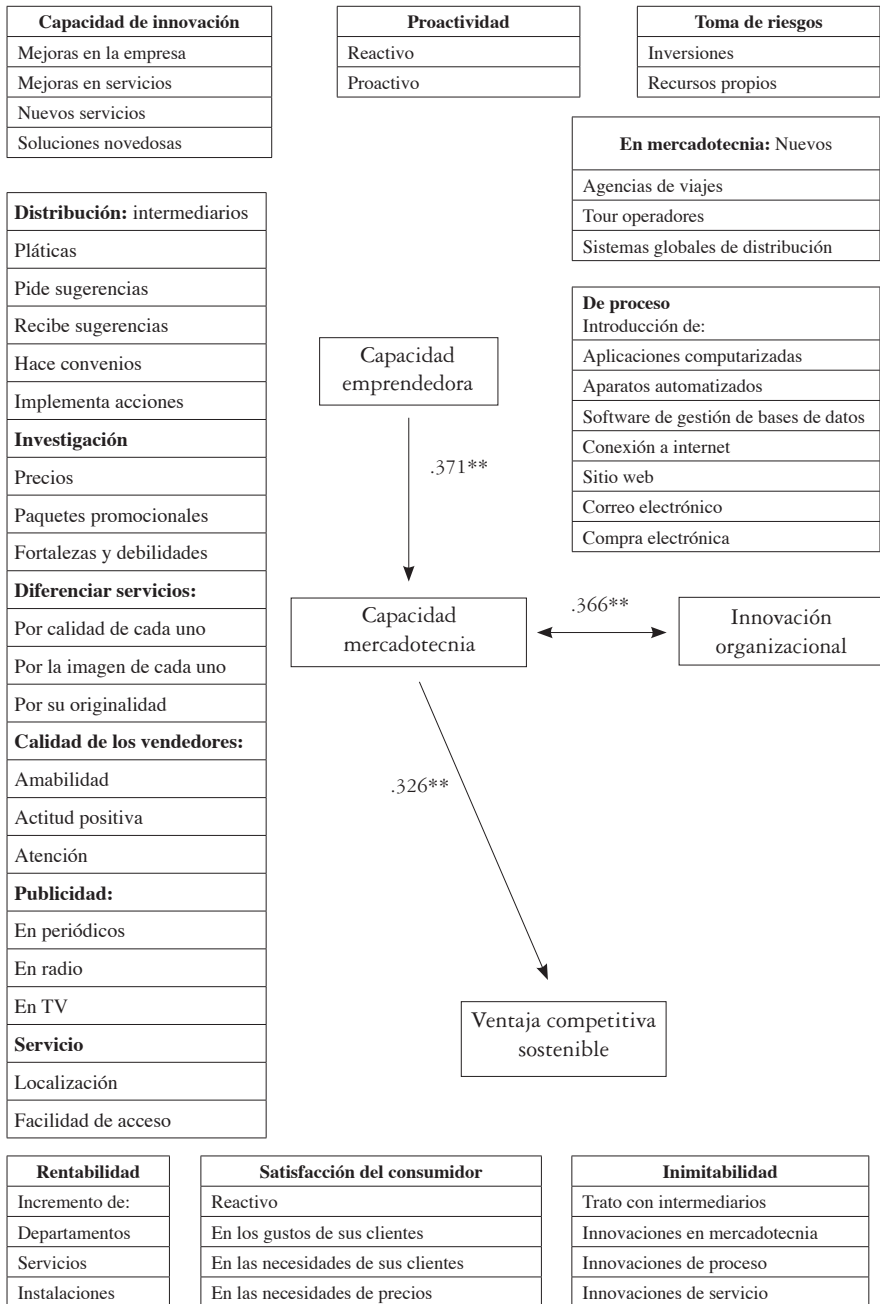 Capacidad de innovación
Mejoras en la empresa
Mejoras en servicios
Nuevos servicios
Soluciones novedosas
Proactividad
Reactivo
Proactivo
Toma de riesgos
Inversiones
Recursos propios
En mercadotecnia: Nuevos
Agencias de viajes
Tour operadores
Sistemas globales de distribución
Distribución: intermediarios
Pláticas
Pide sugerencias
Recibe sugerencias
Hace convenios
Implementa acciones
Investigación
Precios
Paquetes promocionales
Fortalezas y debilidades
Diferenciar servicios:
Por calidad de cada uno
Por la imagen de cada uno
Por su originalidad
Calidad de los vendedores:
Amabilidad
Actitud positiva
Atención
Publicidad:
En periódicos
En radio
En TV
Servicio
Localización
Facilidad de acceso
De proceso
Introducción de:
Aplicaciones computarizadas
Aparatos automatizados
Software de gestión de bases de datos
Conexión a internet
Sitio web
Correo electrónico
Compra electrónica
Capacidad
emprendedora
.371**
Capacidad
mercadotecnia
.366**
Innovación
organizacional
.326**
Ventaja competitiva
sostenible
Rentabilidad
Incremento de:
Departamentos
Servicios
Instalaciones
Satisfacción del consumidor
Reactivo
En los gustos de sus clientes
En las necesidades de sus clientes
En las necesidades de precios
Inimitabilidad
Trato con intermediarios
Innovaciones en mercadotecnia
Innovaciones de proceso
Innovaciones de servicio